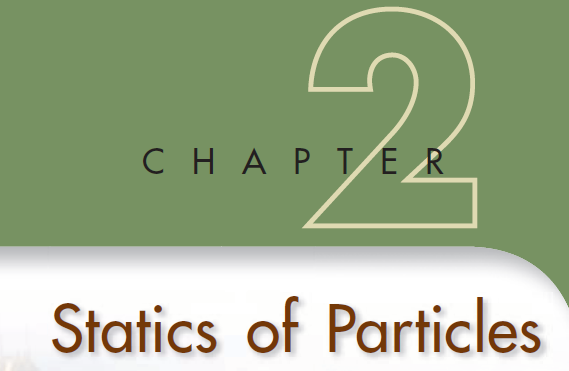 CHAPTER
2
Statics of Particles